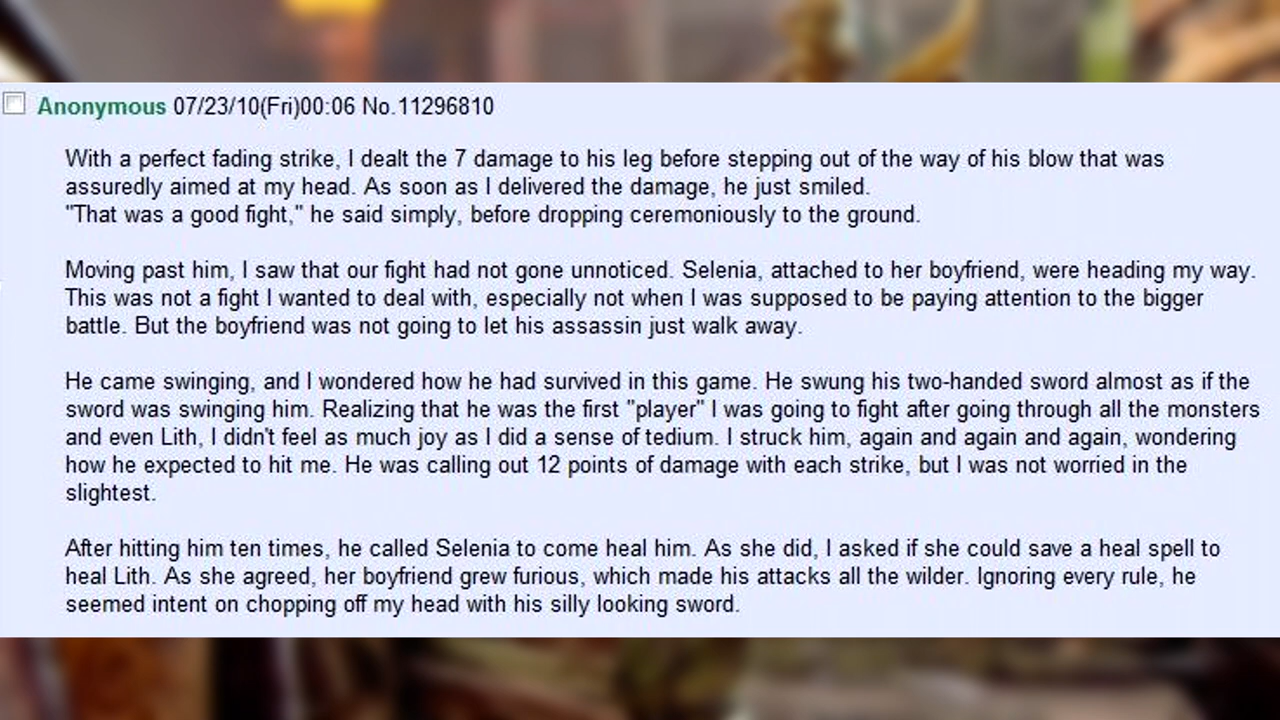 Anonymous 07/23/10(Fri)00:06 No.11296810
With a perfect fading strike, I dealt the 7 damage to his leg before stepping out of the way of his blow that was
assuredly aimed at my head. As soon as I delivered the damage, he just smiled.
"That was a good fight," he said simply, before dropping ceremoniously to the ground.
Moving past him, I saw that our fight had not gone unnoticed. Selenia, attached to her boyfriend, were heading my way.
This was not a fight I wanted to deal with, especially not when I was supposed to be paying attention to the bigger
battle. But the boyfriend was not going to let his assassin just walk away.
He came swinging, and I wondered how he had survived in this game. He swung his two-handed sword almost as if the
sword was swinging him. Realizing that he was the first "player" I was going to fight after going through all the monsters
and even Lith, I didn't feel as much joy as I did a sense of tedium. I struck him, again and again and again, wondering
how he expected to hit me. He was calling out 12 points of damage with each strike, but I was not worried in the
slightest.
After hitting him ten times, he called Selenia to come heal him. As she did, I asked if she could save a heal spell to
heal Lith. As she agreed, her boyfriend grew furious, which made his attacks all the wilder. Ignoring every rule, he
seemed intent on chopping off my head with his silly looking sword.